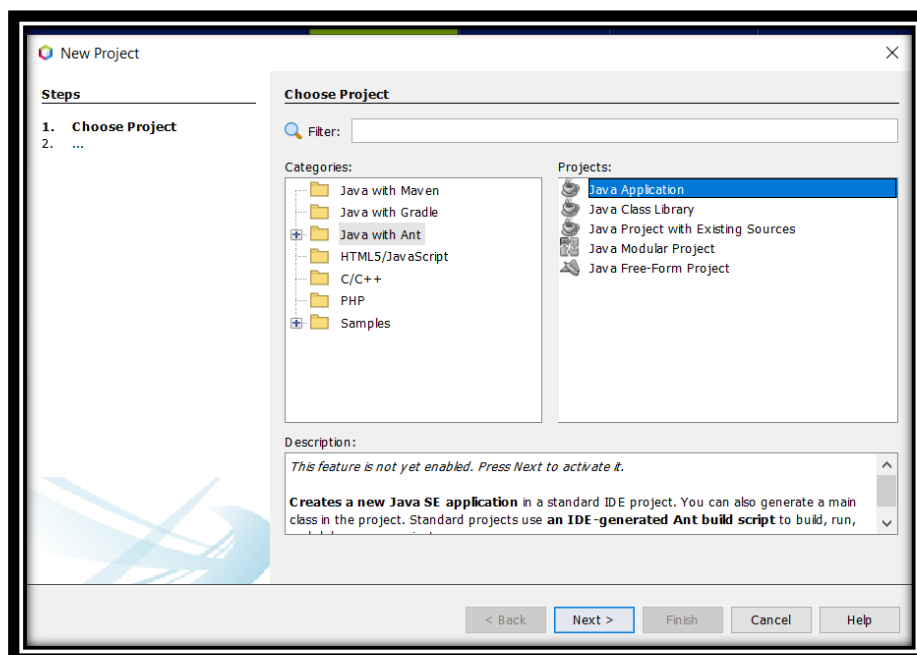 New Project
Steps
1. Choose Project
2. ...
Choose Project
Filter:
Categories:
Java with Maven
Java with Gradle
Java with Ant
HTML5/JavaScript
C/C++
PHP
Samples
Projects:
Java Application
Java Class Library
Java Project with Existing Sources
Java Modular Project
Java Free-Form Project
Description:
This feature is not yet enabled. Press Next to activate it.
Creates a new Java SE application in a standard IDE project. You can also generate a main
class in the project. Standard projects use an IDE-generated Ant build script to build, run,
< Back
Next >
Finish
Cancel
Help